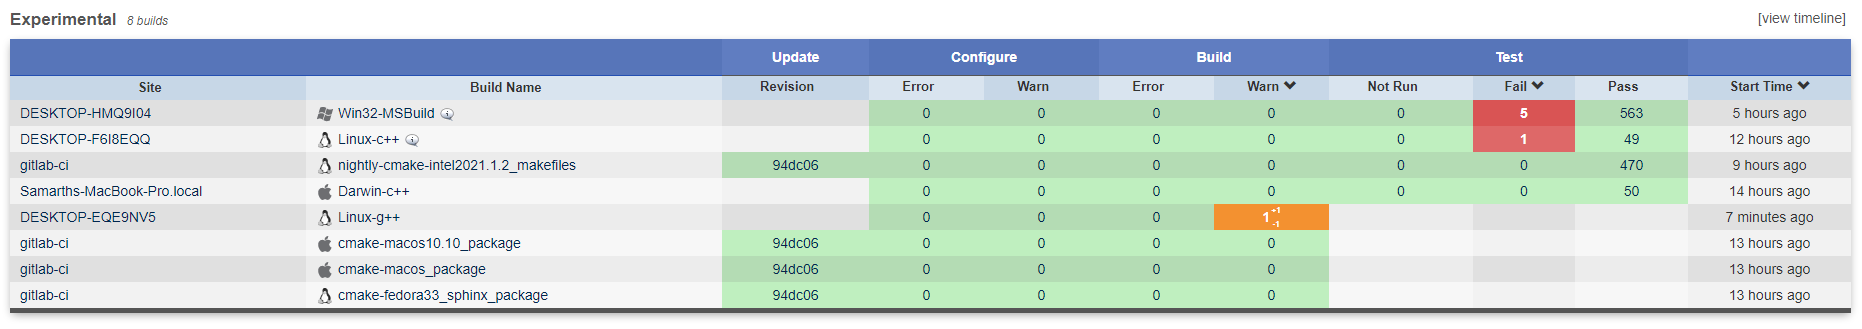 Experimental 8 builds [view timeline]
Update Configure Build Test
Site Build Name Revision Error Warn Error Warn Not Run Fail Pass Start Time
DESKTOP-HMQ9I04 Win32-MSBuild 0 0 0 0 0 5 563 5 hours ago
DESKTOP-F6I8EQQ Linux-c++ 0 0 0 0 0 1 49 12 hours ago
gitlab-ci nightly-cmake-intel2021.1.2_makefiles 94dc06 0 0 0 0 0 0 470 9 hours ago
Samarths-MacBook-Pro.local Darwin-c++ 0 0 0 0 0 0 50 14 hours ago
DESKTOP-EQE9NV5 Linux-g++ 0 0 0 1 +1 -1 7 minutes ago
gitlab-ci cmake-macos10.10_package 94dc06 0 0 0 0 13 hours ago
gitlab-ci cmake-macos_package 94dc06 0 0 0 0 13 hours ago
gitlab-ci cmake-fedora33_sphinx_package 94dc06 0 0 0 0 13 hours ago